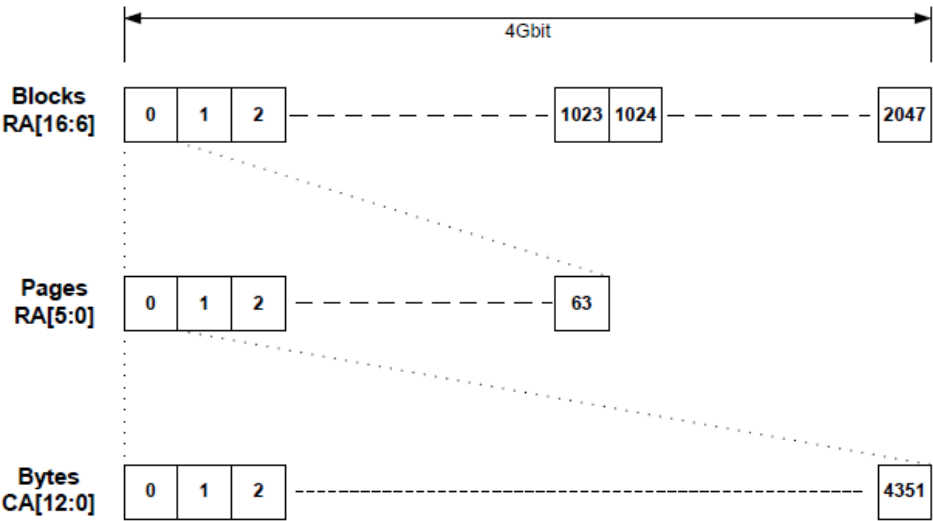 4Gbit
Blocks
RA[16:6]
0 1 2 1023 1024 2047
Pages
RA[5:0]
0 1 2 63
Bytes
CA[12:0]
0 1 2 4351